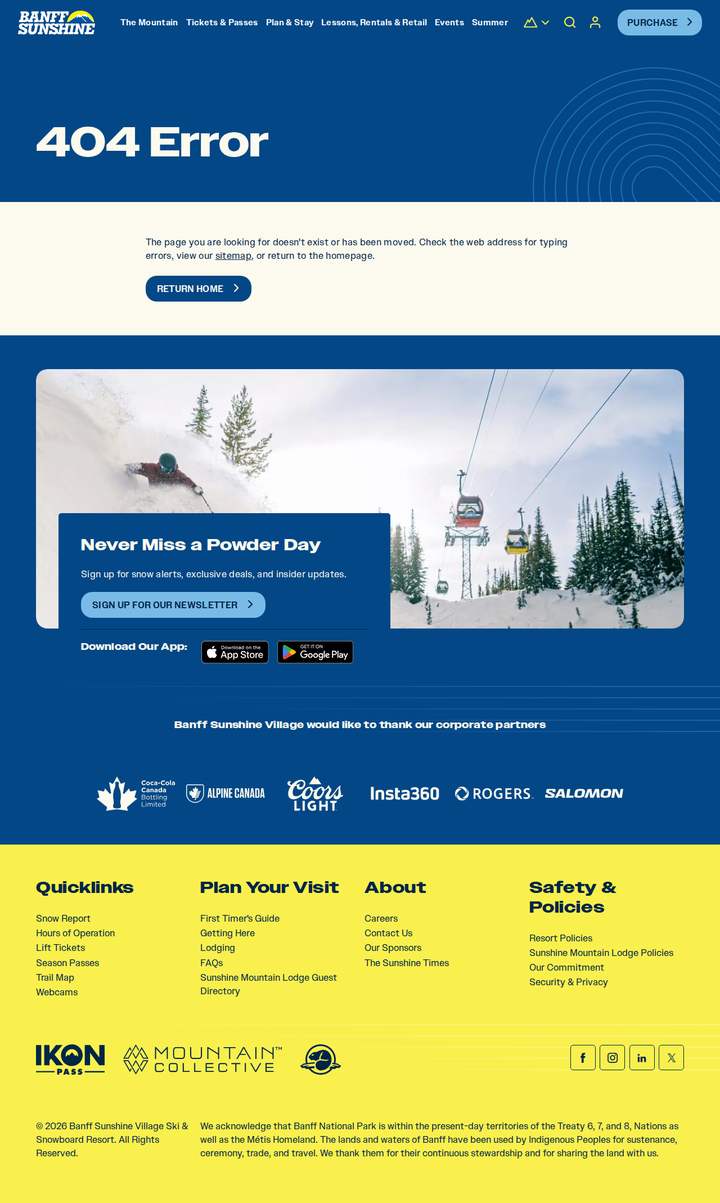 BANFF
SUNSHINE
The Mountain Tickets & Passes Plan & Stay Lessons, Rentals & Retail Events Summer
PURCHASE
404 Error
The page you are looking for doesn't exist or has been moved. Check the web address for typing
errors, view our sitemap, or return to the homepage.
RETURN HOME
Never Miss a Powder Day
Sign up for snow alerts, exclusive deals, and insider updates.
SIGN UP FOR OUR NEWSLETTER
Download Our App:
Download on the
App Store
GET IT ON
Google Play
Banff Sunshine Village would like to thank our corporate partners
Coca-Cola
Canada
Bottling
Limited
ALPINE CANADA
Coors
LIGHT
Insta360
ROGERS.
SALOMON
Quicklinks
Snow Report
Hours of Operation
Lift Tickets
Season Passes
Trail Map
Webcams
Plan Your Visit
First Timer's Guide
Getting Here
Lodging
FAQs
Sunshine Mountain Lodge Guest
Directory
About
Careers
Contact Us
Our Sponsors
The Sunshine Times
Safety &
Policies
Resort Policies
Sunshine Mountain Lodge Policies
Our Commitment
Security & Privacy
IKON
PASS
MOUNTAIN™
COLLECTIVE
© 2026 Banff Sunshine Village Ski &
Snowboard Resort. All Rights
Reserved.
We acknowledge that Banff National Park is within the present-day territories of the Treaty 6, 7, and 8, Nations as
well as the Métis Homeland. The lands and waters of Banff have been used by Indigenous Peoples for sustenance,
ceremony, trade, and travel. We thank them for their continuous stewardship and for sharing the land with us.